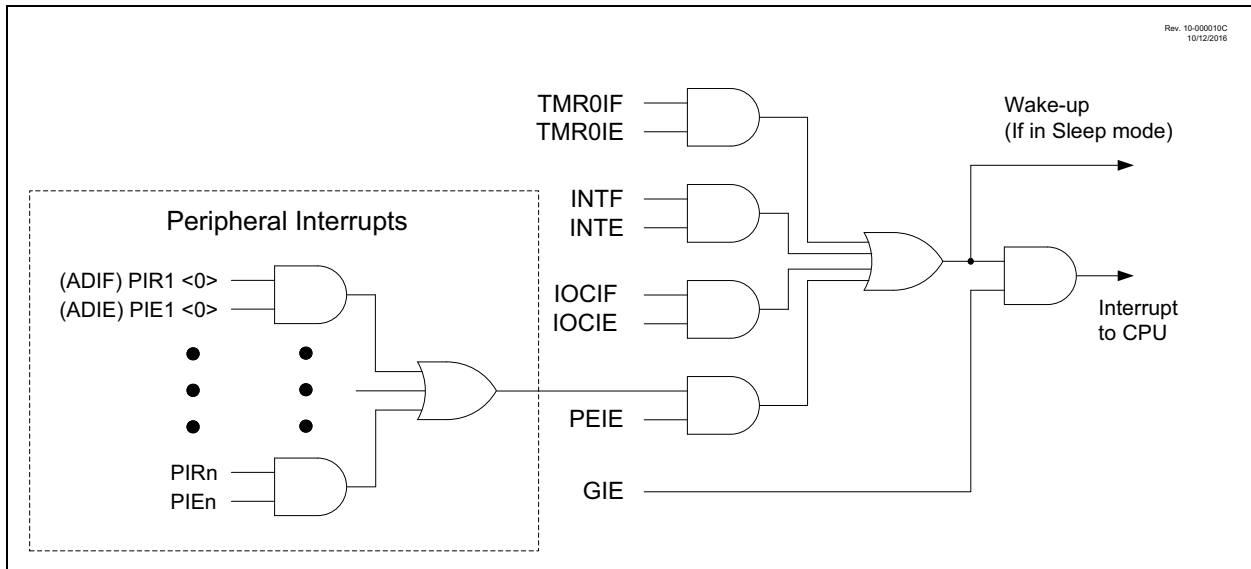 Rev. 10-000010C
10/12/2016
TMR0IF
TMR0IE
Wake-up
(If in Sleep mode)
INTF
INTE
Peripheral Interrupts
(ADIF) PIR1 <0>
(ADIE) PIE1 <0>
IOCIF
IOCIE
Interrupt
to CPU
PEIE
PIRn
PIEn
GIE